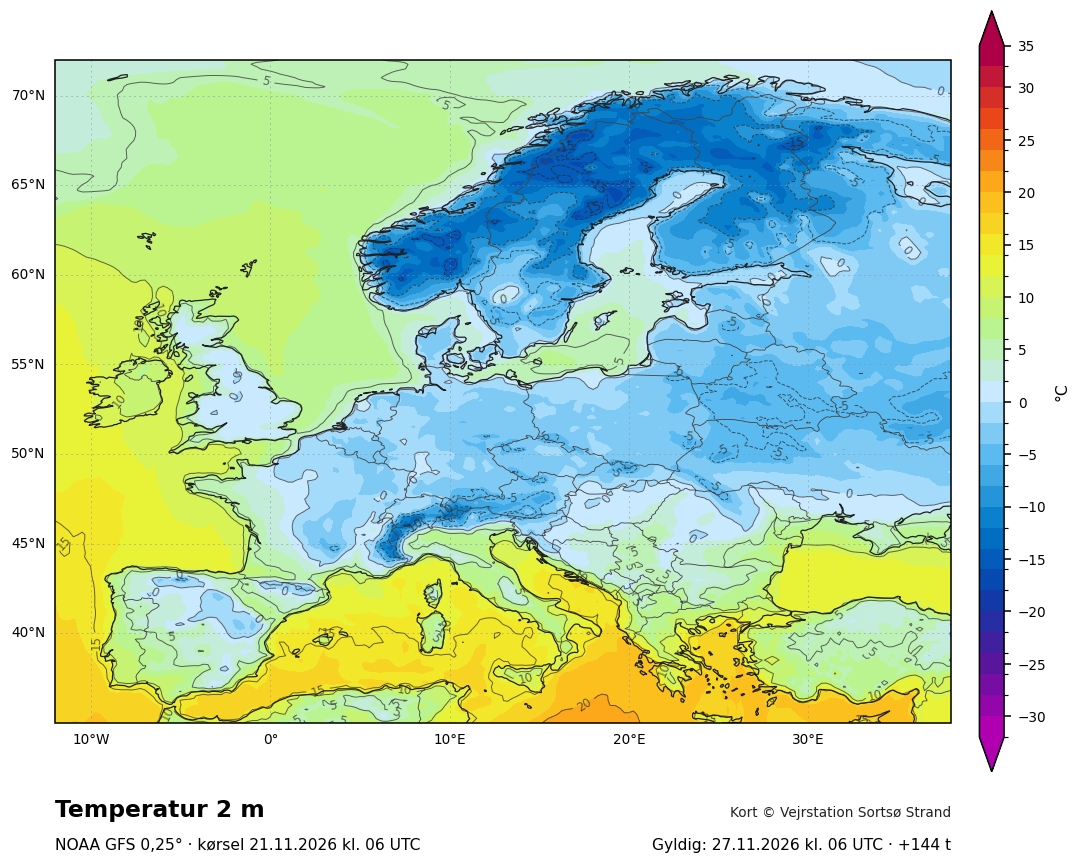 70°N
65°N
60°N
55°N
50°N
45°N
40°N
10°W
0°
10°E
20°E
30°E
35
30
25
20
15
10
5
0
−5
−10
−15
−20
−25
−30
°C
Temperatur 2 m
Kort © Vejrstation Sortsø Strand
NOAA GFS 0,25° · kørsel 21.11.2026 kl. 06 UTC
Gyldig: 27.11.2026 kl. 06 UTC · +144 t